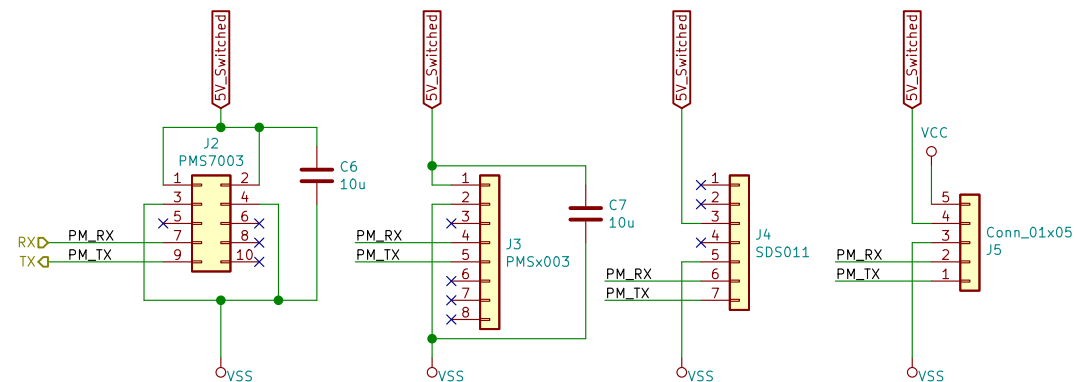 5V_Switched
J2
PMS7003
1
2
3
4
5
6
7
8
9
10
RX
PM_RX
TX
PM_TX
C6
10u
VSS
5V_Switched
1
2
3
4
5
6
7
8
PM_RX
PM_TX
J3
PMSx003
C7
10u
VSS
5V_Switched
1
2
3
4
5
6
7
J4
SDS011
PM_RX
PM_TX
VSS
5V_Switched
VCC
5
4
3
2
1
Conn_01x05
J5
PM_RX
PM_TX
VSS